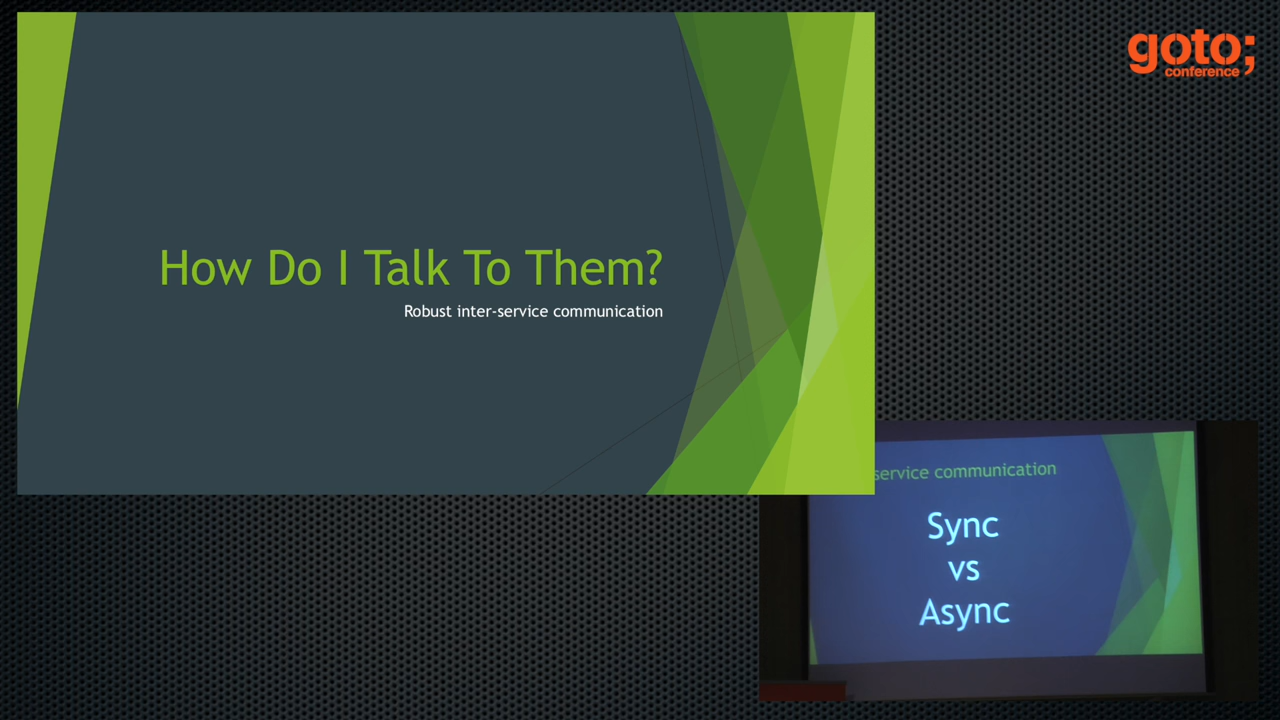 How Do I Talk To Them?
Robust inter-service communication
goto;
conference
service communication
Sync
vs
Async